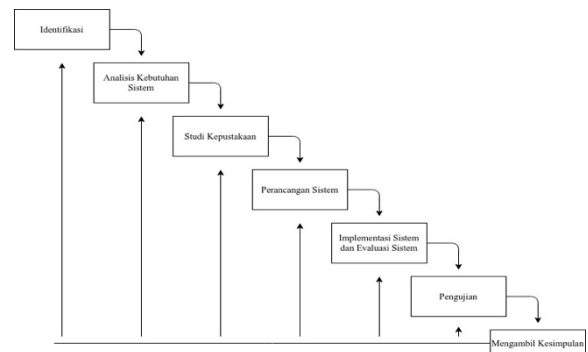 Identifikasi
Analisis Kebutuhan
Sistem
Studi Kepustakaan
Perancangan Sistem
Implementasi Sistem
dan Evaluasi Sistem
Pengujian
Mengambil Kesimpulan